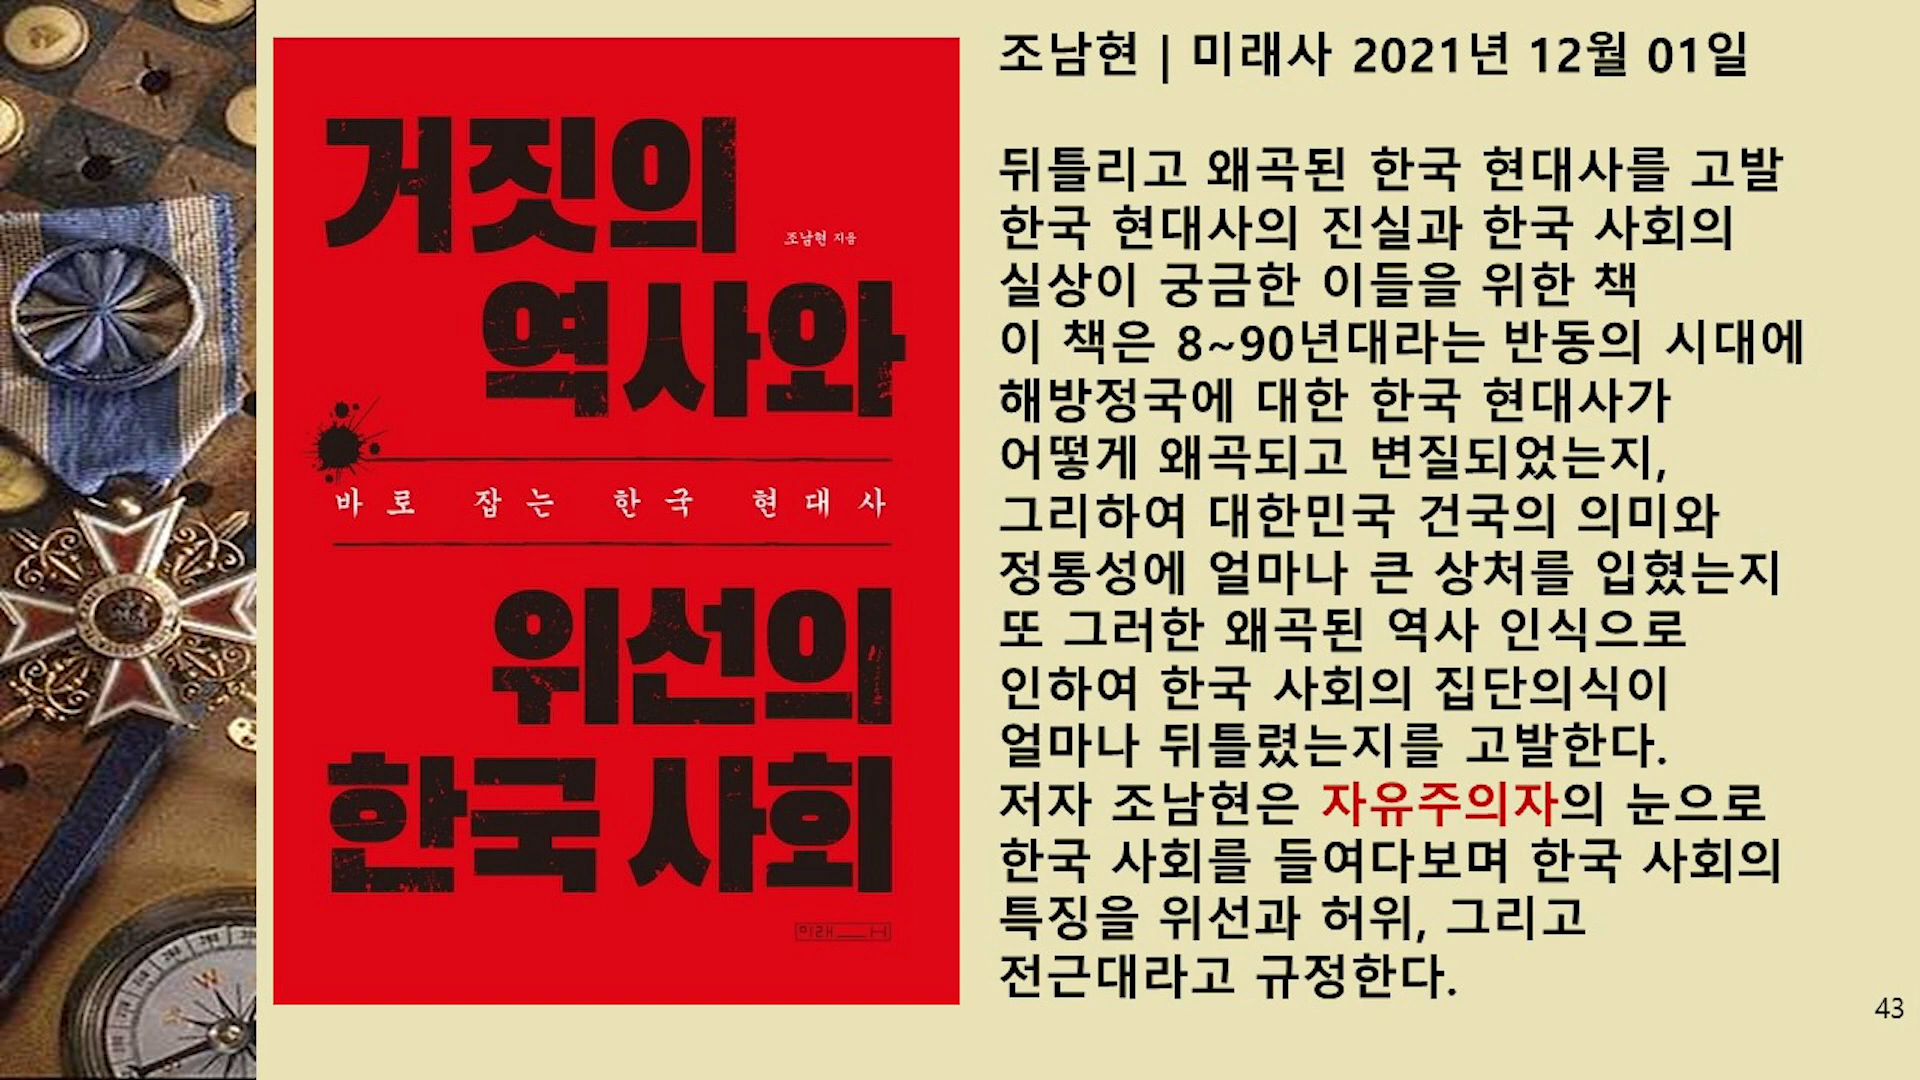 거짓의
조남현 지음
역사와
바로 잡는 한국 현대사
위선의
한국 사회
조남현 | 미래사 2021년 12월 01일
뒤틀리고 왜곡된 한국 현대사를 고발
한국 현대사의 진실과 한국 사회의
실상이 궁금한 이들을 위한 책
이 책은 8~90년대라는 반동의 시대에
해방정국에 대한 한국 현대사가
어떻게 왜곡되고 변질되었는지,
그리하여 대한민국 건국의 의미와
정통성에 얼마나 큰 상처를 입혔는지
또 그러한 왜곡된 역사 인식으로
인하여 한국 사회의 집단의식이
얼마나 뒤틀렸는지를 고발한다.
저자 조남현은 자유주의자의 눈으로
한국 사회를 들여다보며 한국 사회의
특징을 위선과 허위, 그리고
전근대라고 규정한다.
43